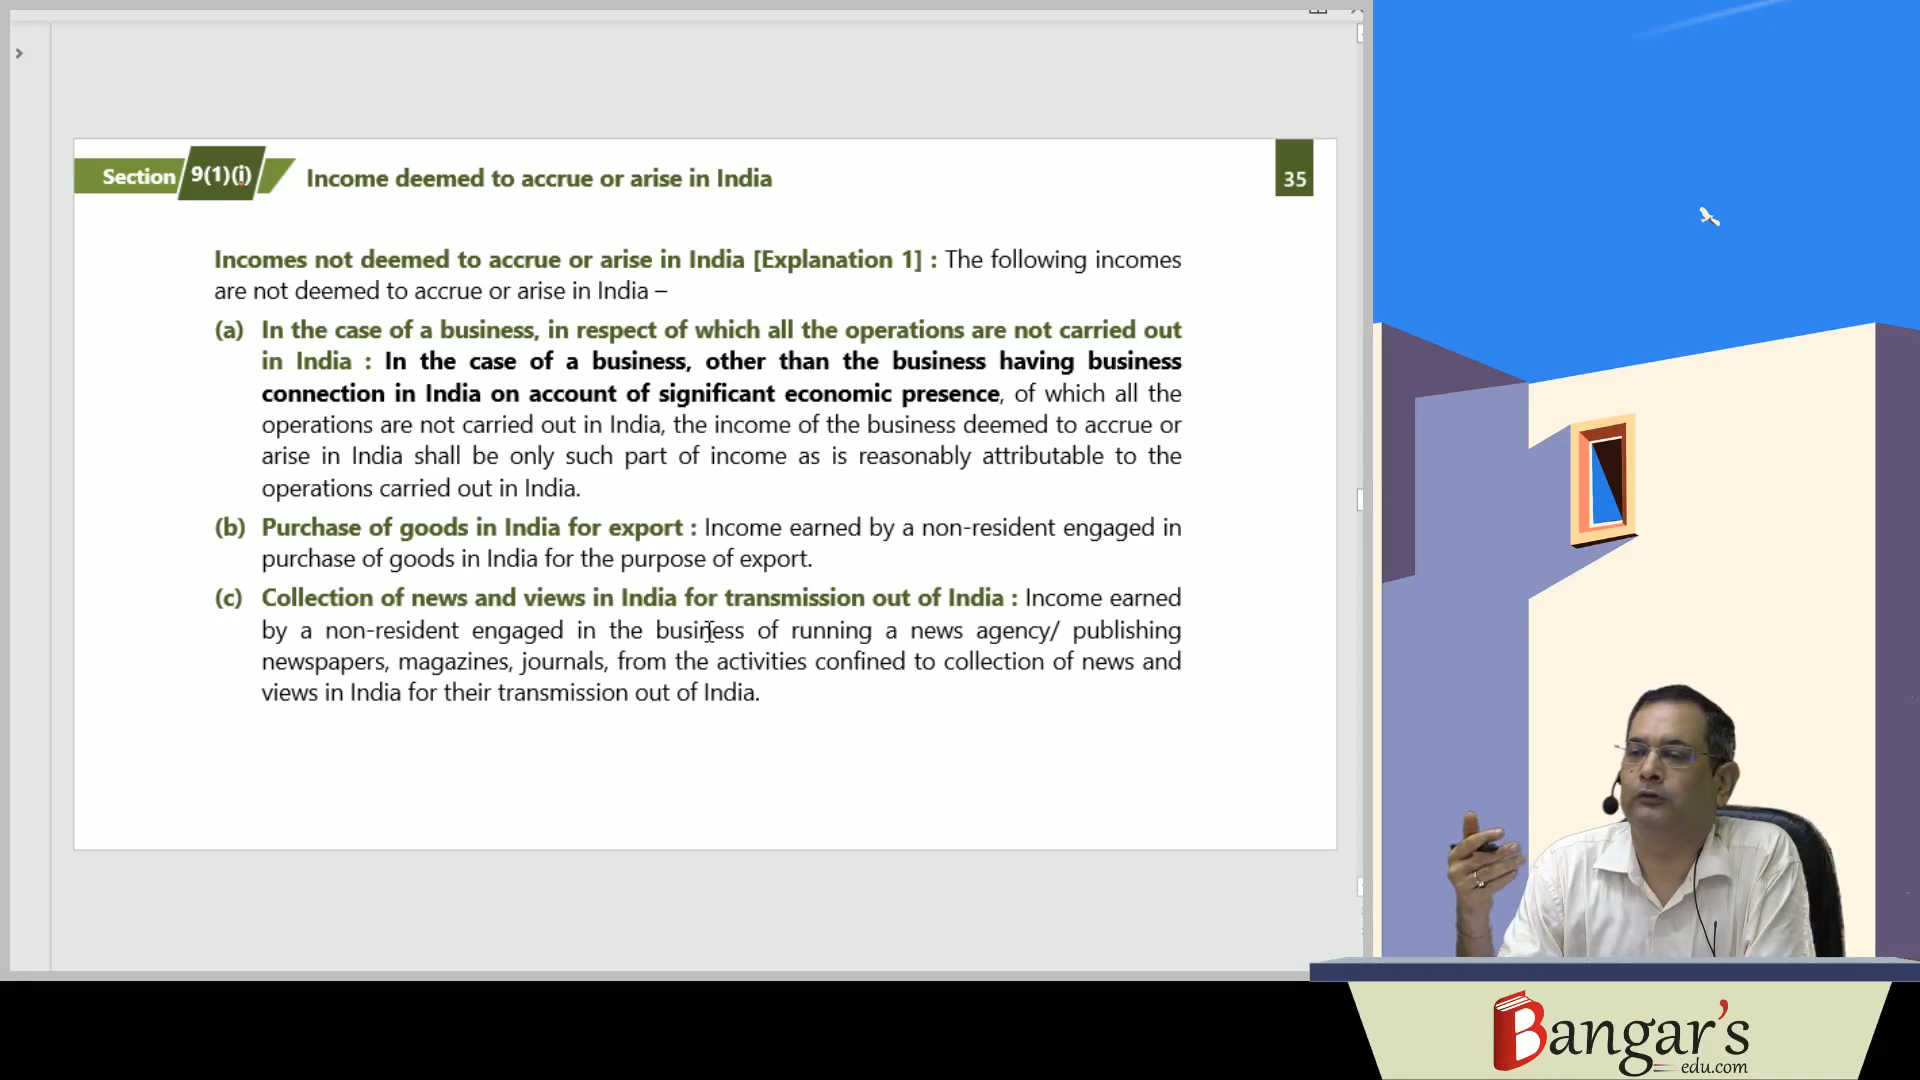 Section 9(1)(i) Income deemed to accrue or arise in India 35
Incomes not deemed to accrue or arise in India [Explanation 1] : The following incomes
are not deemed to accrue or arise in India –
(a) In the case of a business, in respect of which all the operations are not carried out
in India : In the case of a business, other than the business having business
connection in India on account of significant economic presence, of which all the
operations are not carried out in India, the income of the business deemed to accrue or
arise in India shall be only such part of income as is reasonably attributable to the
operations carried out in India.
(b) Purchase of goods in India for export : Income earned by a non-resident engaged in
purchase of goods in India for the purpose of export.
(c) Collection of news and views in India for transmission out of India : Income earned
by a non-resident engaged in the business of running a news agency/ publishing
newspapers, magazines, journals, from the activities confined to collection of news and
views in India for their transmission out of India.
Bangar's
edu.com